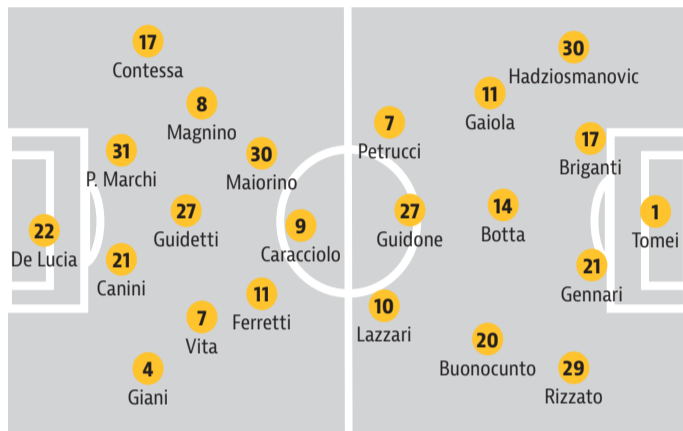 17
Contessa
8
Magnino
31
P. Marchi
30
Maiorino
27
Guidetti
22
De Lucia
9
Caracciolo
21
Canini
11
Ferretti
7
Vita
4
Giani
30
Hadziosmanovic
11
Gaiola
7
Petrucci
17
Briganti
14
Botta
27
Guidone
1
Tomei
21
Gennari
10
Lazzari
20
Buonocunto
29
Rizzato